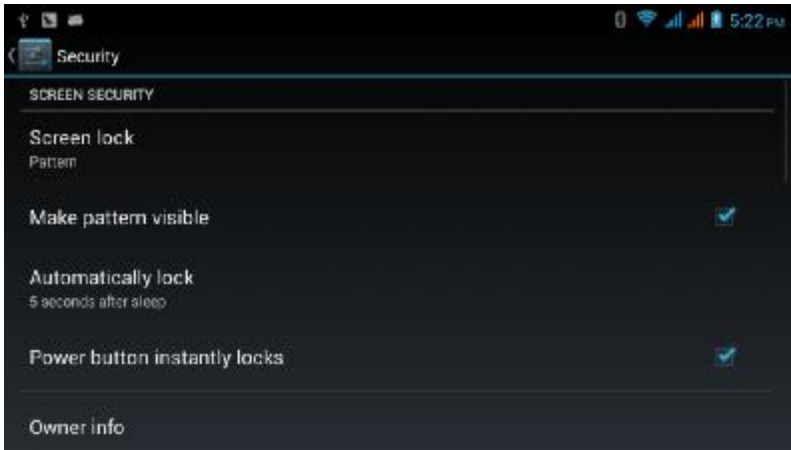 5:22 PM
Security
SCREEN SECURITY
Screen lock
Pattern
Make pattern visible
Automatically lock
5 seconds after sleep
Power button instantly locks
Owner info